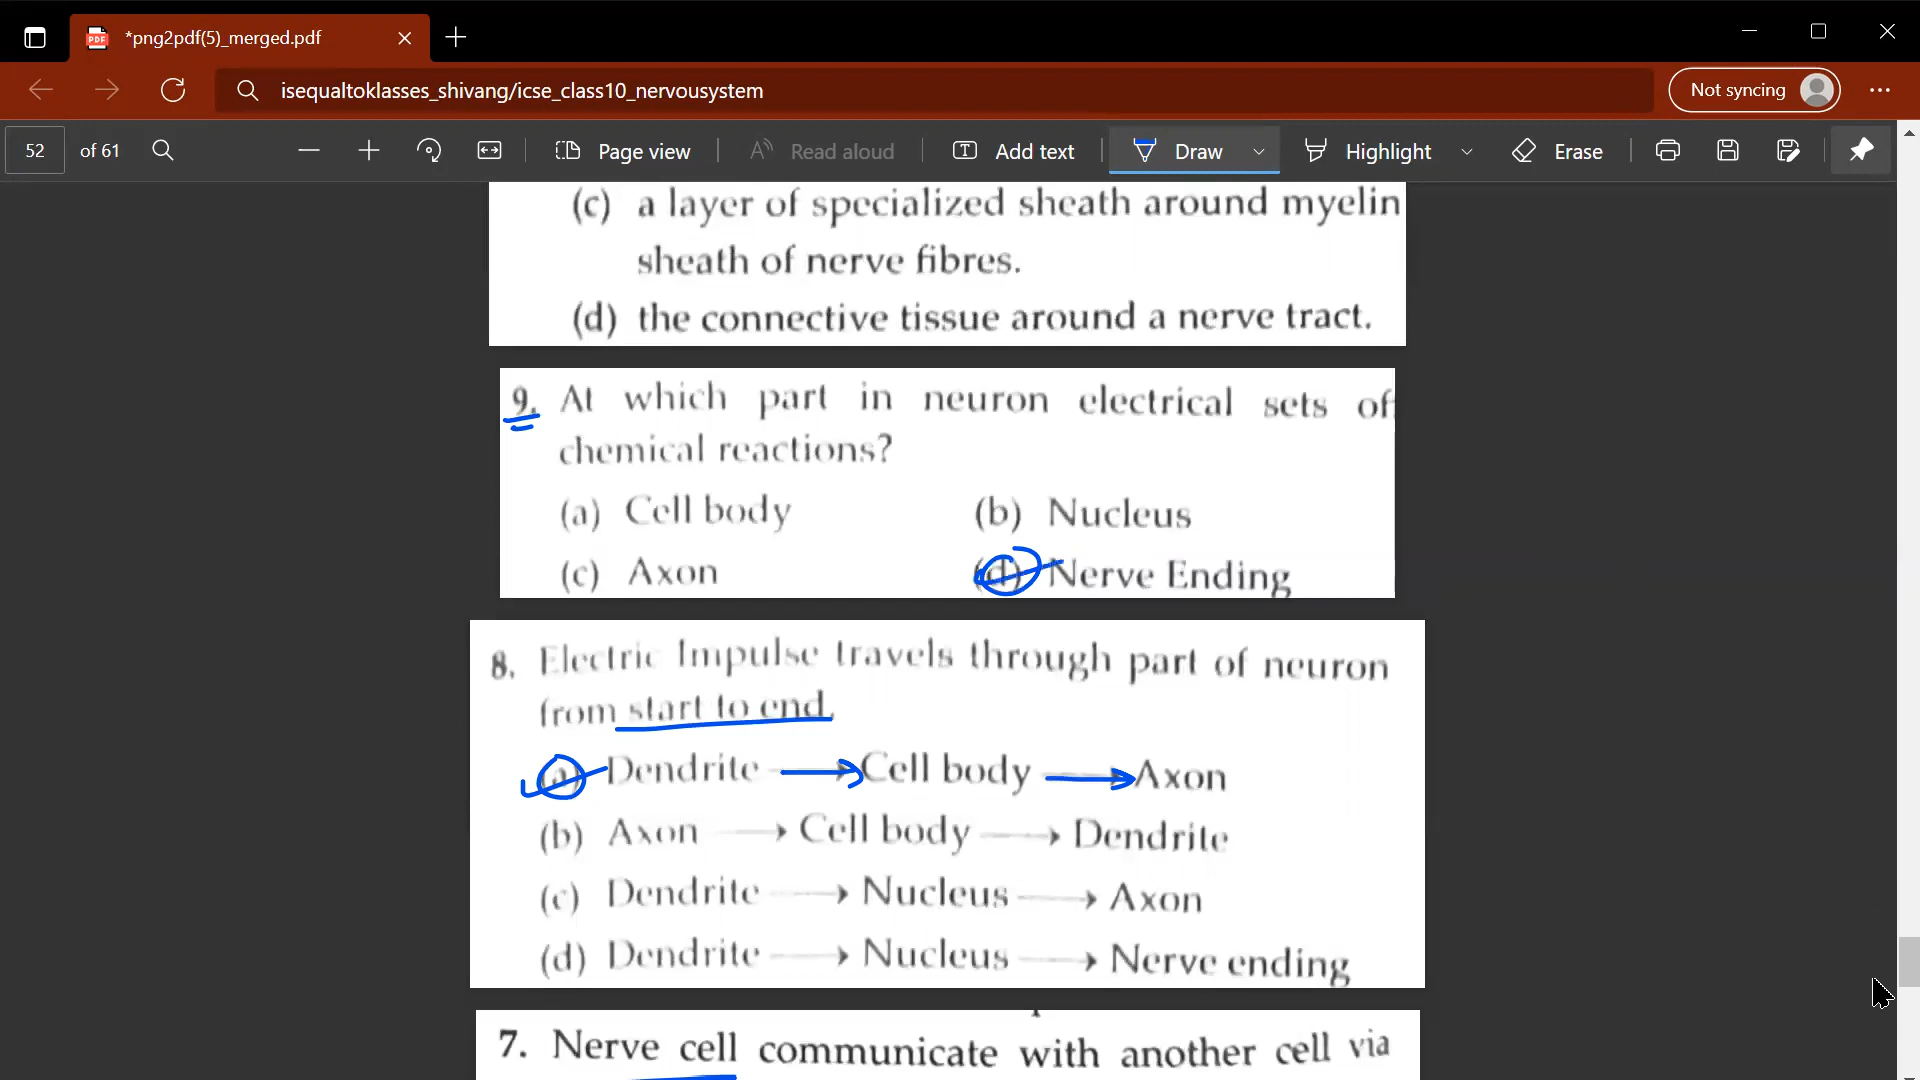 *png2pdf(5)_merged.pdf
isequaltoklasses_shivang/icse_class10_nervousystem
Not syncing
52 of 61
Page view
Read aloud
Add text
Draw
Highlight
Erase
(c) a layer of specialized sheath around myelin
sheath of nerve fibres.
(d) the connective tissue around a nerve tract.
9. At which part in neuron electrical sets of
chemical reactions?
(a) Cell body (b) Nucleus
(c) Axon (d) Nerve Ending
8. Electric Impulse travels through part of neuron
from start to end.
(a) Dendrite → Cell body → Axon
(b) Axon → Cell body → Dendrite
(c) Dendrite → Nucleus → Axon
(d) Dendrite → Nucleus → Nerve ending
7. Nerve cell communicate with another cell via